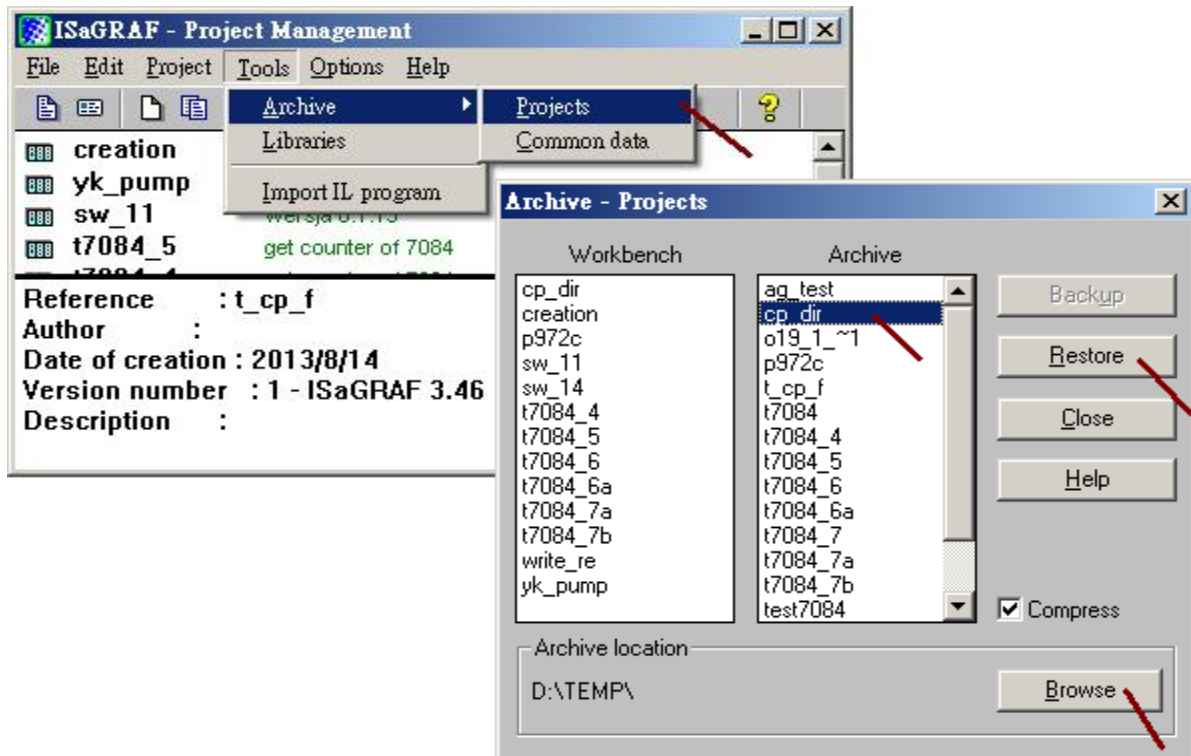 ISaGRAF - Project Management
File Edit Project Tools Options Help
Archive
Libraries
Import IL program
Projects
Common data
creation
yk_pump
sw_11
t7084_5 get counter of 7084
Reference : t_cp_f
Author :
Date of creation : 2013/8/14
Version number : 1 - ISaGRAF 3.46
Description :
Archive - Projects
Workbench
cp_dir
creation
p972c
sw_11
sw_14
t7084_4
t7084_5
t7084_6
t7084_6a
t7084_7a
t7084_7b
write_re
yk_pump
Archive
ag_test
cp_dir
o19_1_~1
p972c
t_cp_f
t7084
t7084_4
t7084_5
t7084_6
t7084_6a
t7084_7
t7084_7a
t7084_7b
test7084
Backup
Restore
Close
Help
Compress
Archive location
D:\TEMP\
Browse